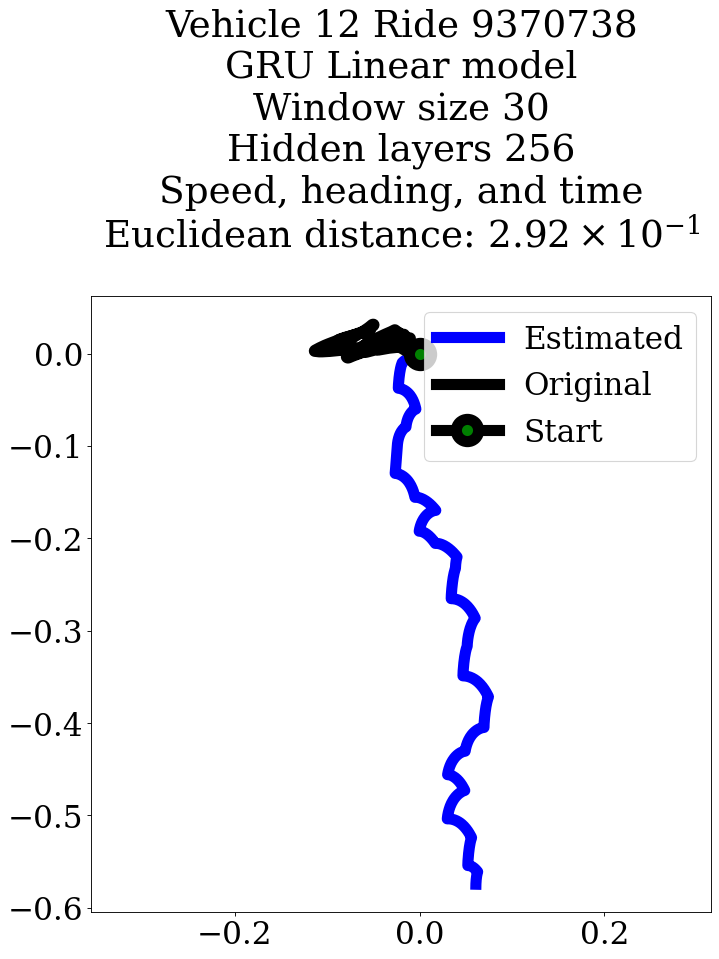 Vehicle 12 Ride 9370738
GRU Linear model
Window size 30
Hidden layers 256
Speed, heading, and time
Euclidean distance: 2.92 × 10⁻¹
Estimated
Original
Start
0.0
−0.1
−0.2
−0.3
−0.4
−0.5
−0.6
−0.2 0.0 0.2